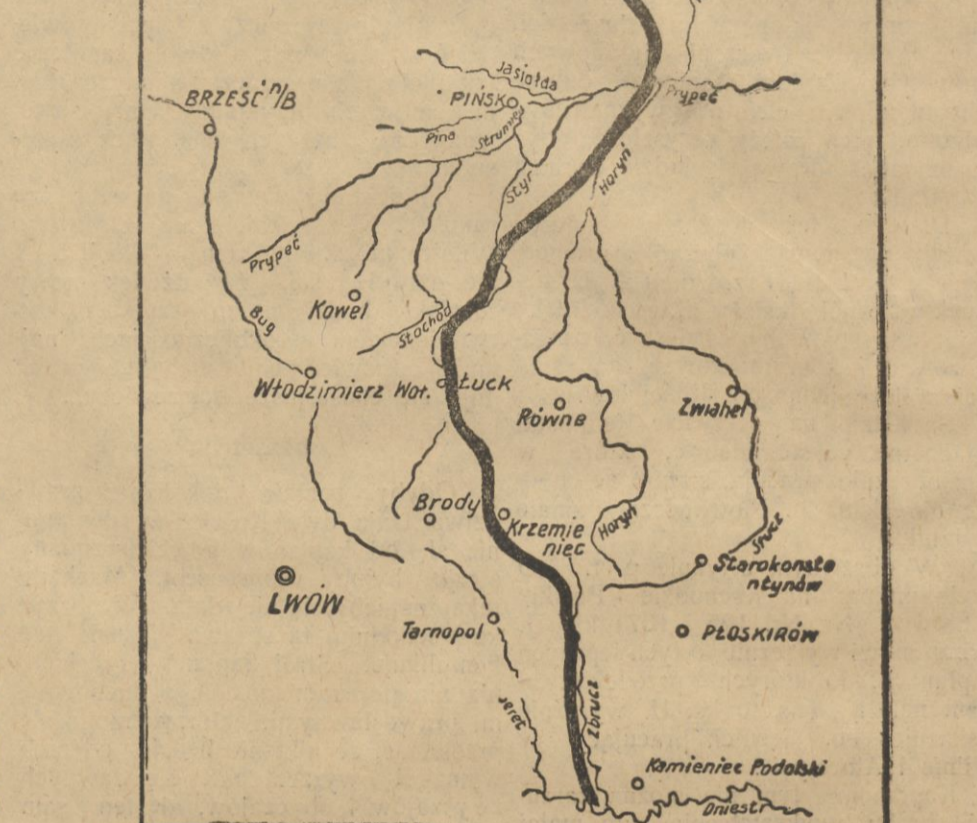 Jasiołda
BRZEŚĆ n/B
PIŃSK
Prypeć
Pina
Strumień
Styr
Horyń
Prypeć
Bug
Kowel
Stochód
Włodzimierz Woł.
Łuck
Równe
Zwiahel
Brody
Krzemie
niec
Horyń
Słucz
Starokonsta
ntynów
LWÓW
Tarnopol
PŁOSKIRÓW
Seret
Zbrucz
Kamieniec Podolski
Dniestr